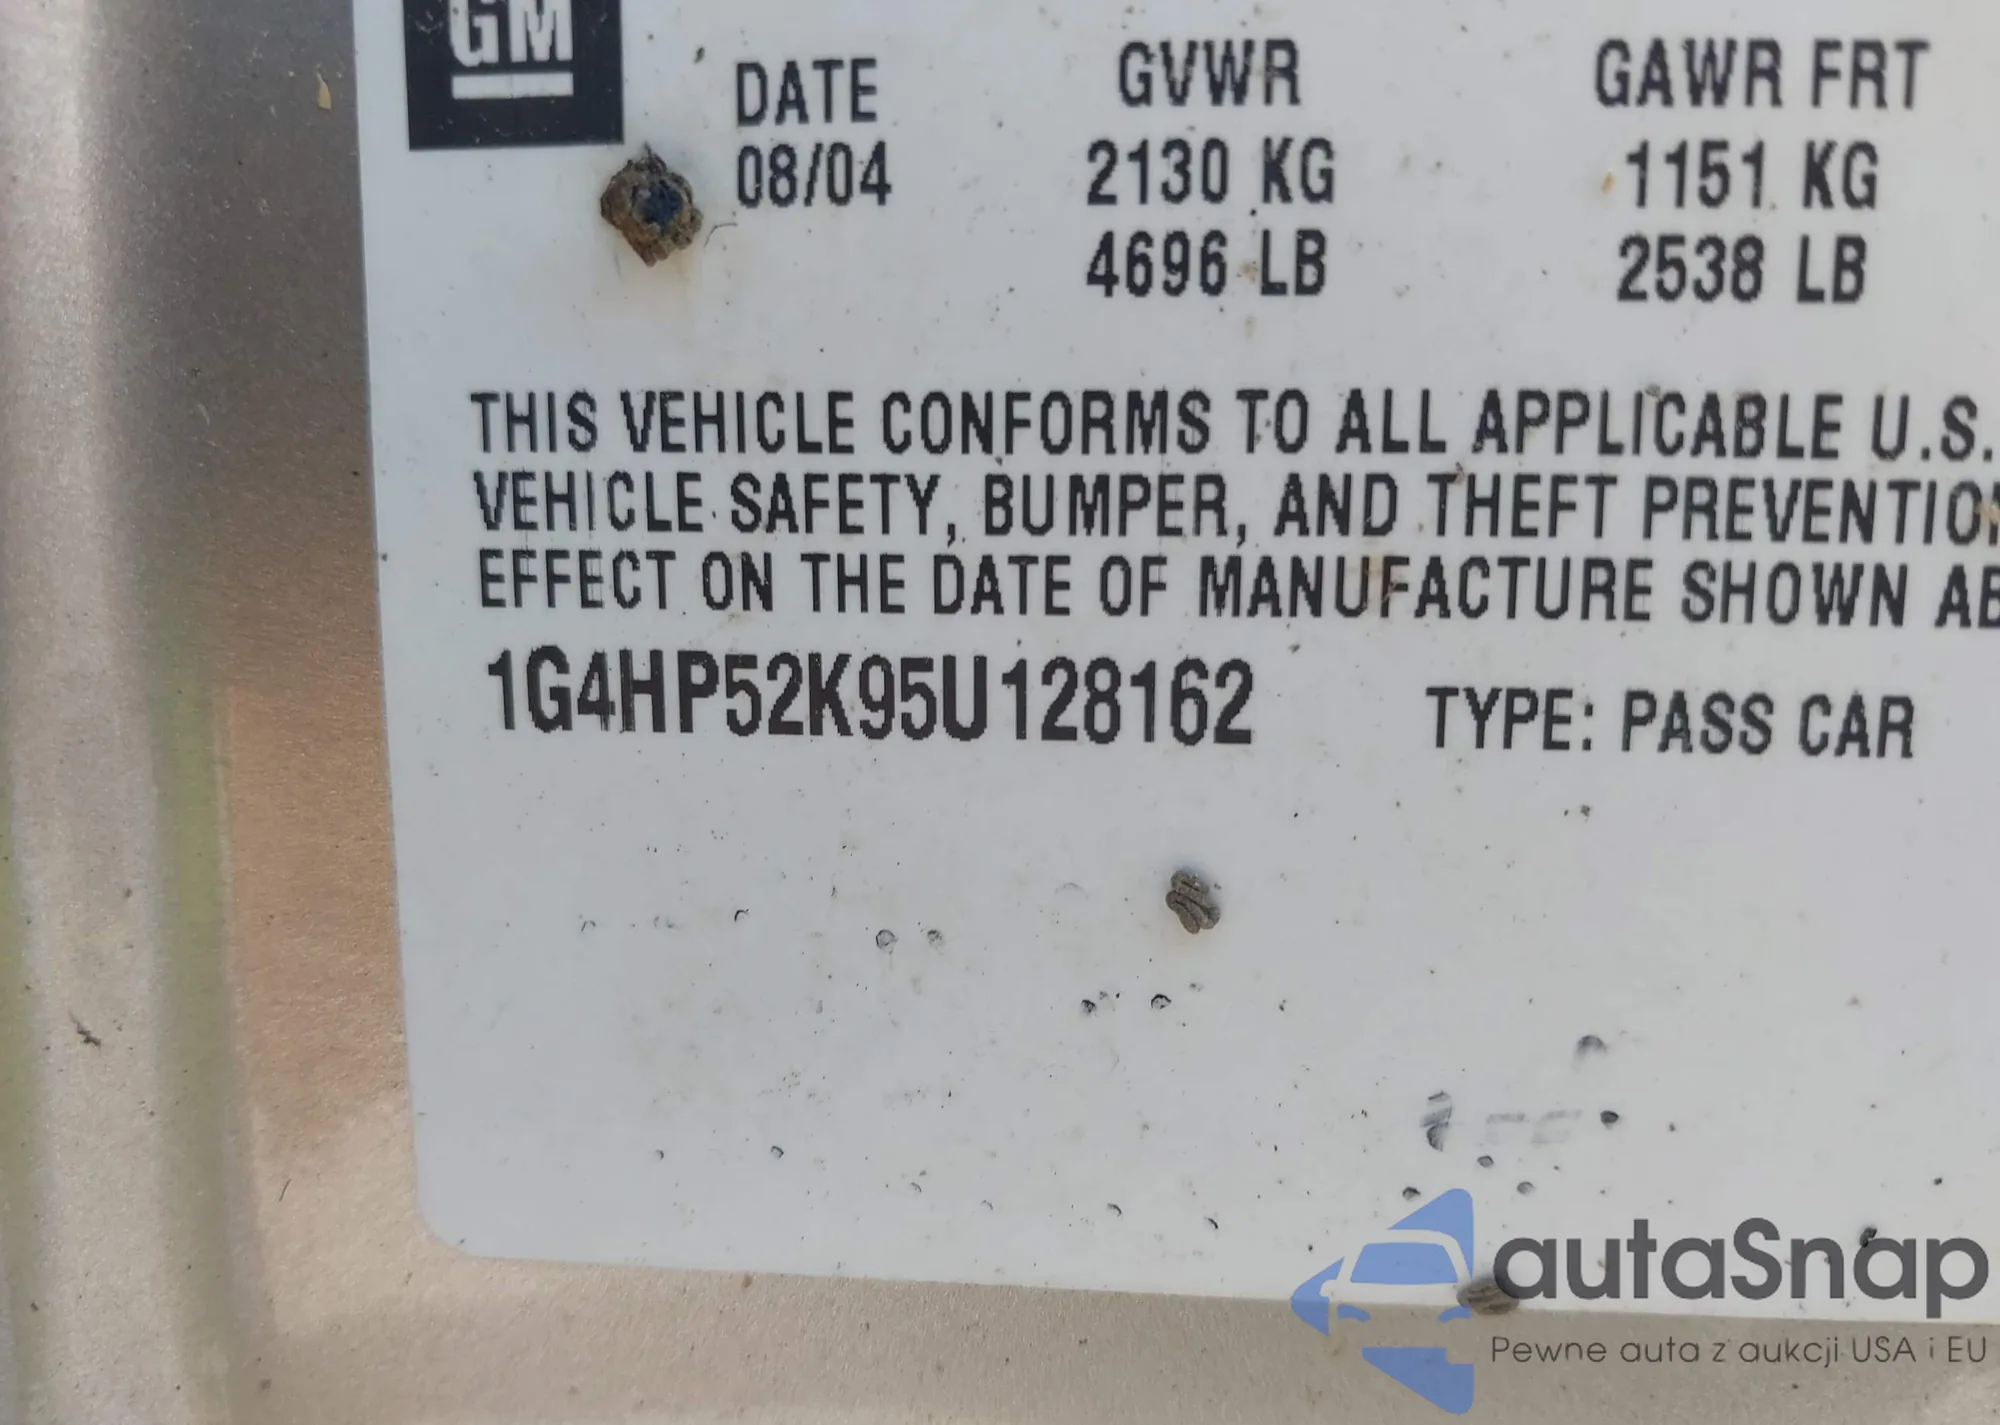 GM
DATE GVWR GAWR FRT
08/04 2130 KG 1151 KG
4696 LB 2538 LB
THIS VEHICLE CONFORMS TO ALL APPLICABLE U.S.
VEHICLE SAFETY, BUMPER, AND THEFT PREVENTION
EFFECT ON THE DATE OF MANUFACTURE SHOWN AB
1G4HP52K95U128162 TYPE: PASS CAR
autaSnap
Pewne auta z aukcji USA i EU